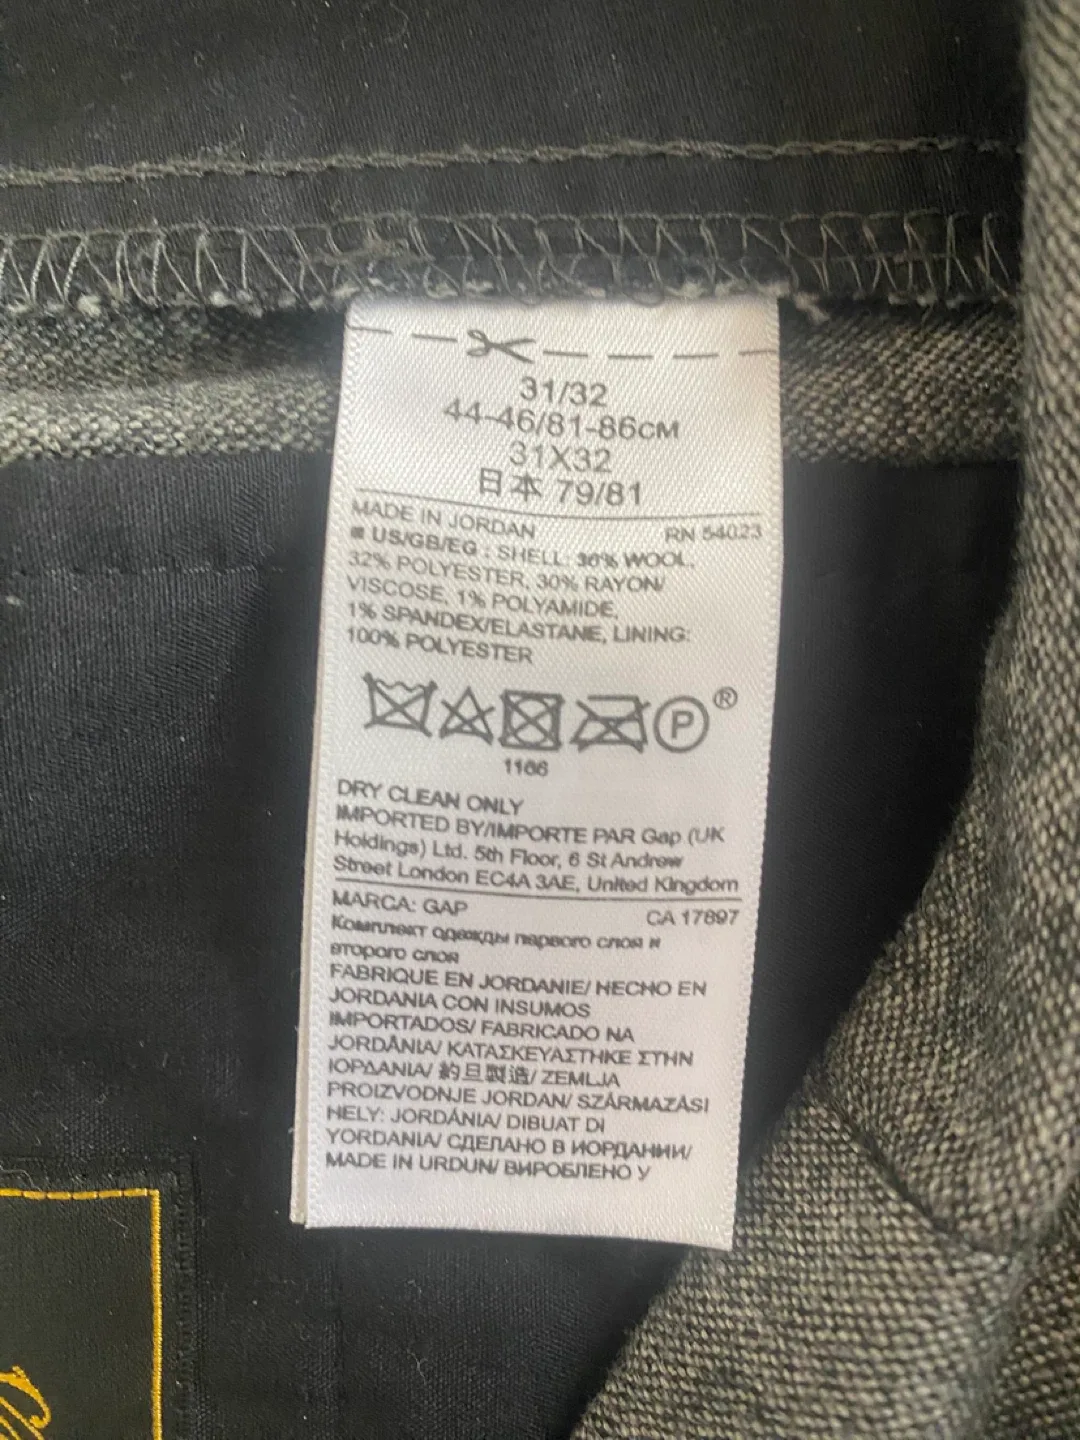 31/32
44-46/81-86CM
31X32
日本 79/81
MADE IN JORDAN RN 54023
US/GB/EG : SHELL: 36% WOOL,
32% POLYESTER, 30% RAYON/
VISCOSE, 1% POLYAMIDE,
1% SPANDEX/ELASTANE, LINING:
100% POLYESTER
P ®
1166
DRY CLEAN ONLY
IMPORTED BY/IMPORTE PAR Gap (UK
Holdings) Ltd. 5th Floor, 6 St Andrew
Street London EC4A 3AE, United Kingdom
MARCA: GAP CA 17897
Комплект одежды первого слоя и
второго слоя
FABRIQUE EN JORDANIE/ HECHO EN
JORDANIA CON INSUMOS
IMPORTADOS/ FABRICADO NA
JORDÂNIA/ ΚΑΤΑΣΚΕΥΑΣΤΗΚΕ ΣΤΗΝ
ΙΟΡΔΑΝΙΑ/ 約旦製造/ ZEMLJA
PROIZVODNJE JORDAN/ SZÁRMAZÁSI
HELY: JORDÁNIA/ DIBUAT DI
YORDANIA/ СДЕЛАНО В ИОРДАНИИ/
MADE IN URDUN/ ВИРОБЛЕНО У